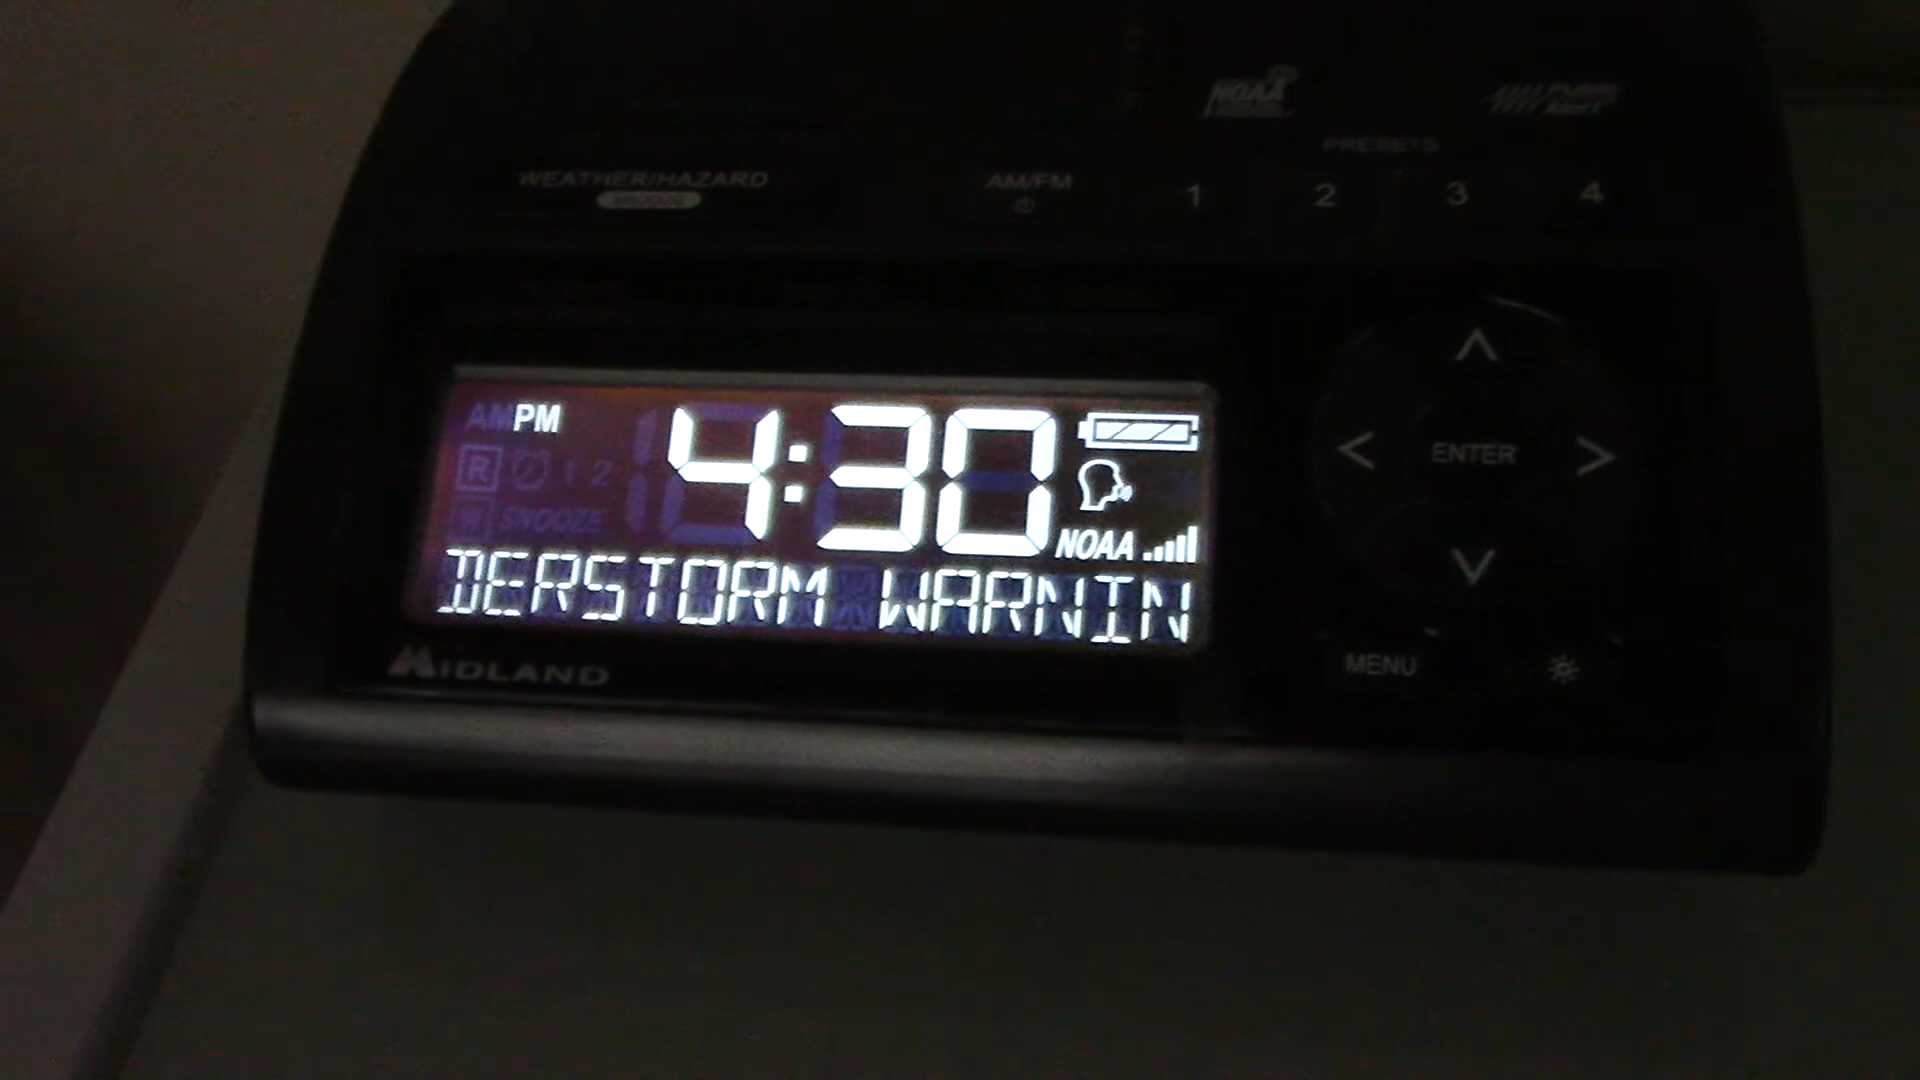 NOAA
PRESETS
WEATHER/HAZARD
SNOOZE
AM/FM
1 2 3 4
AM PM 4:30
R 1 2
SNOOZE
NOAA
DERSTORM WARNIN
ENTER
MIDLAND
MENU